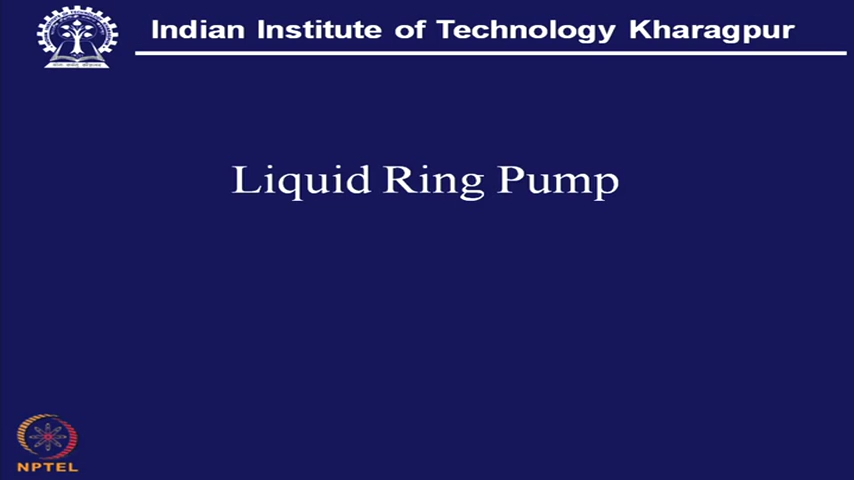 Indian Institute of Technology Kharagpur
Liquid Ring Pump
NPTEL